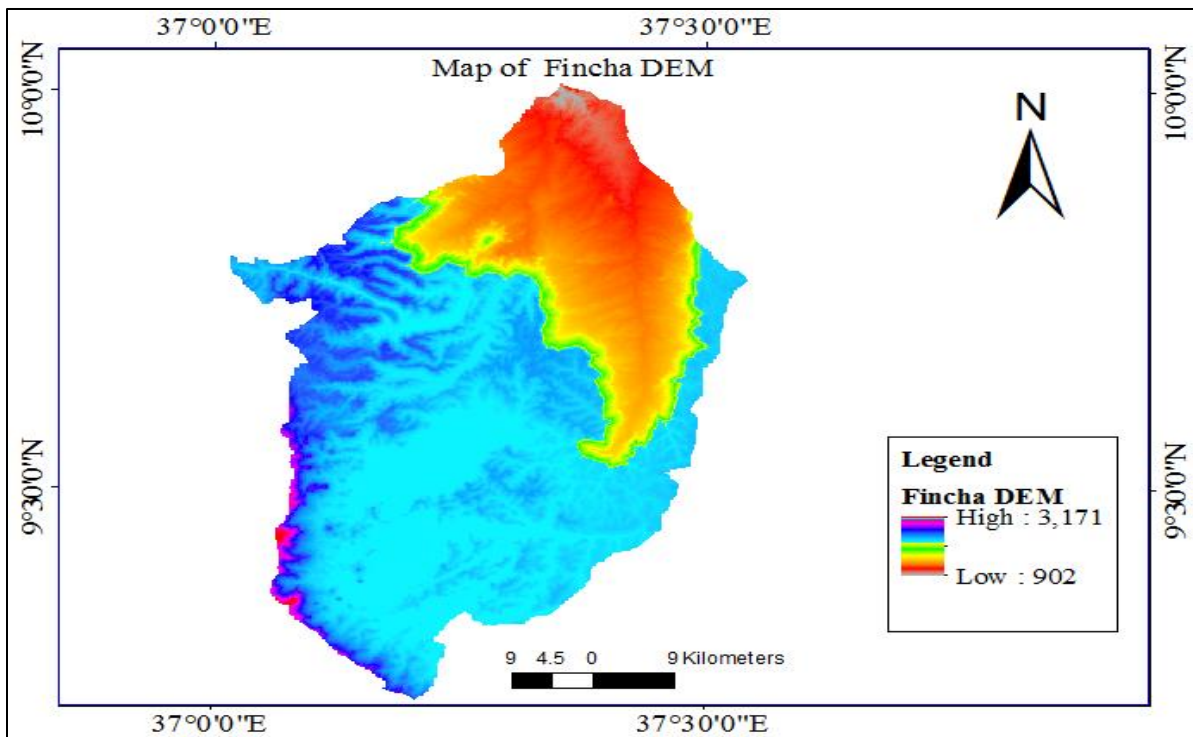 37°0'0"E 37°30'0"E
Map of Fincha DEM
10°0'0"N
10°0'0"N
N
Legend
Fincha DEM
High : 3,171
Low : 902
9°30'0"N
9°30'0"N
9 4.5 0 9 Kilometers
37°0'0"E 37°30'0"E